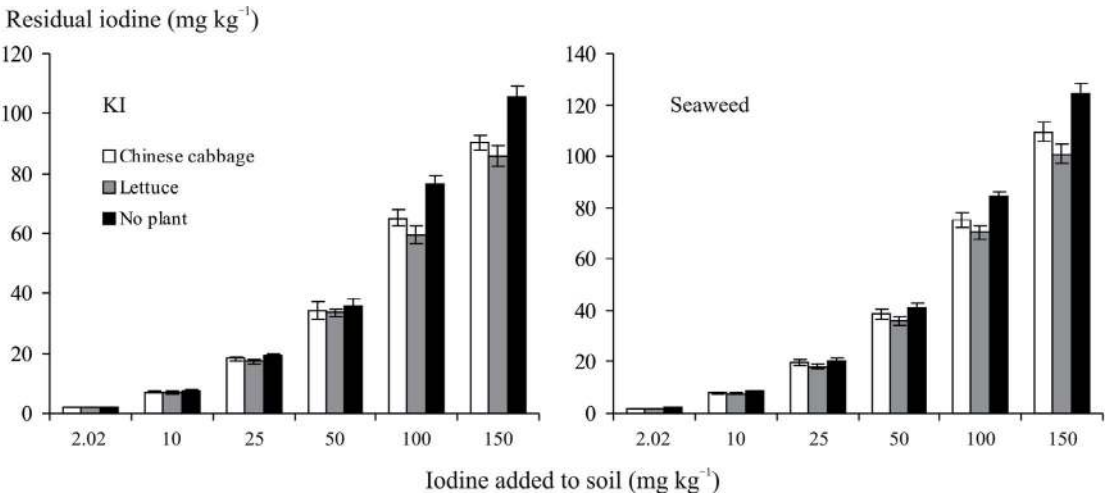 Residual iodine (mg kg⁻¹)
120
100
80
60
40
20
0
KI
Chinese cabbage
Lettuce
No plant
2.02 10 25 50 100 150
140
120
100
80
60
40
20
0
Seaweed
2.02 10 25 50 100 150
Iodine added to soil (mg kg⁻¹)